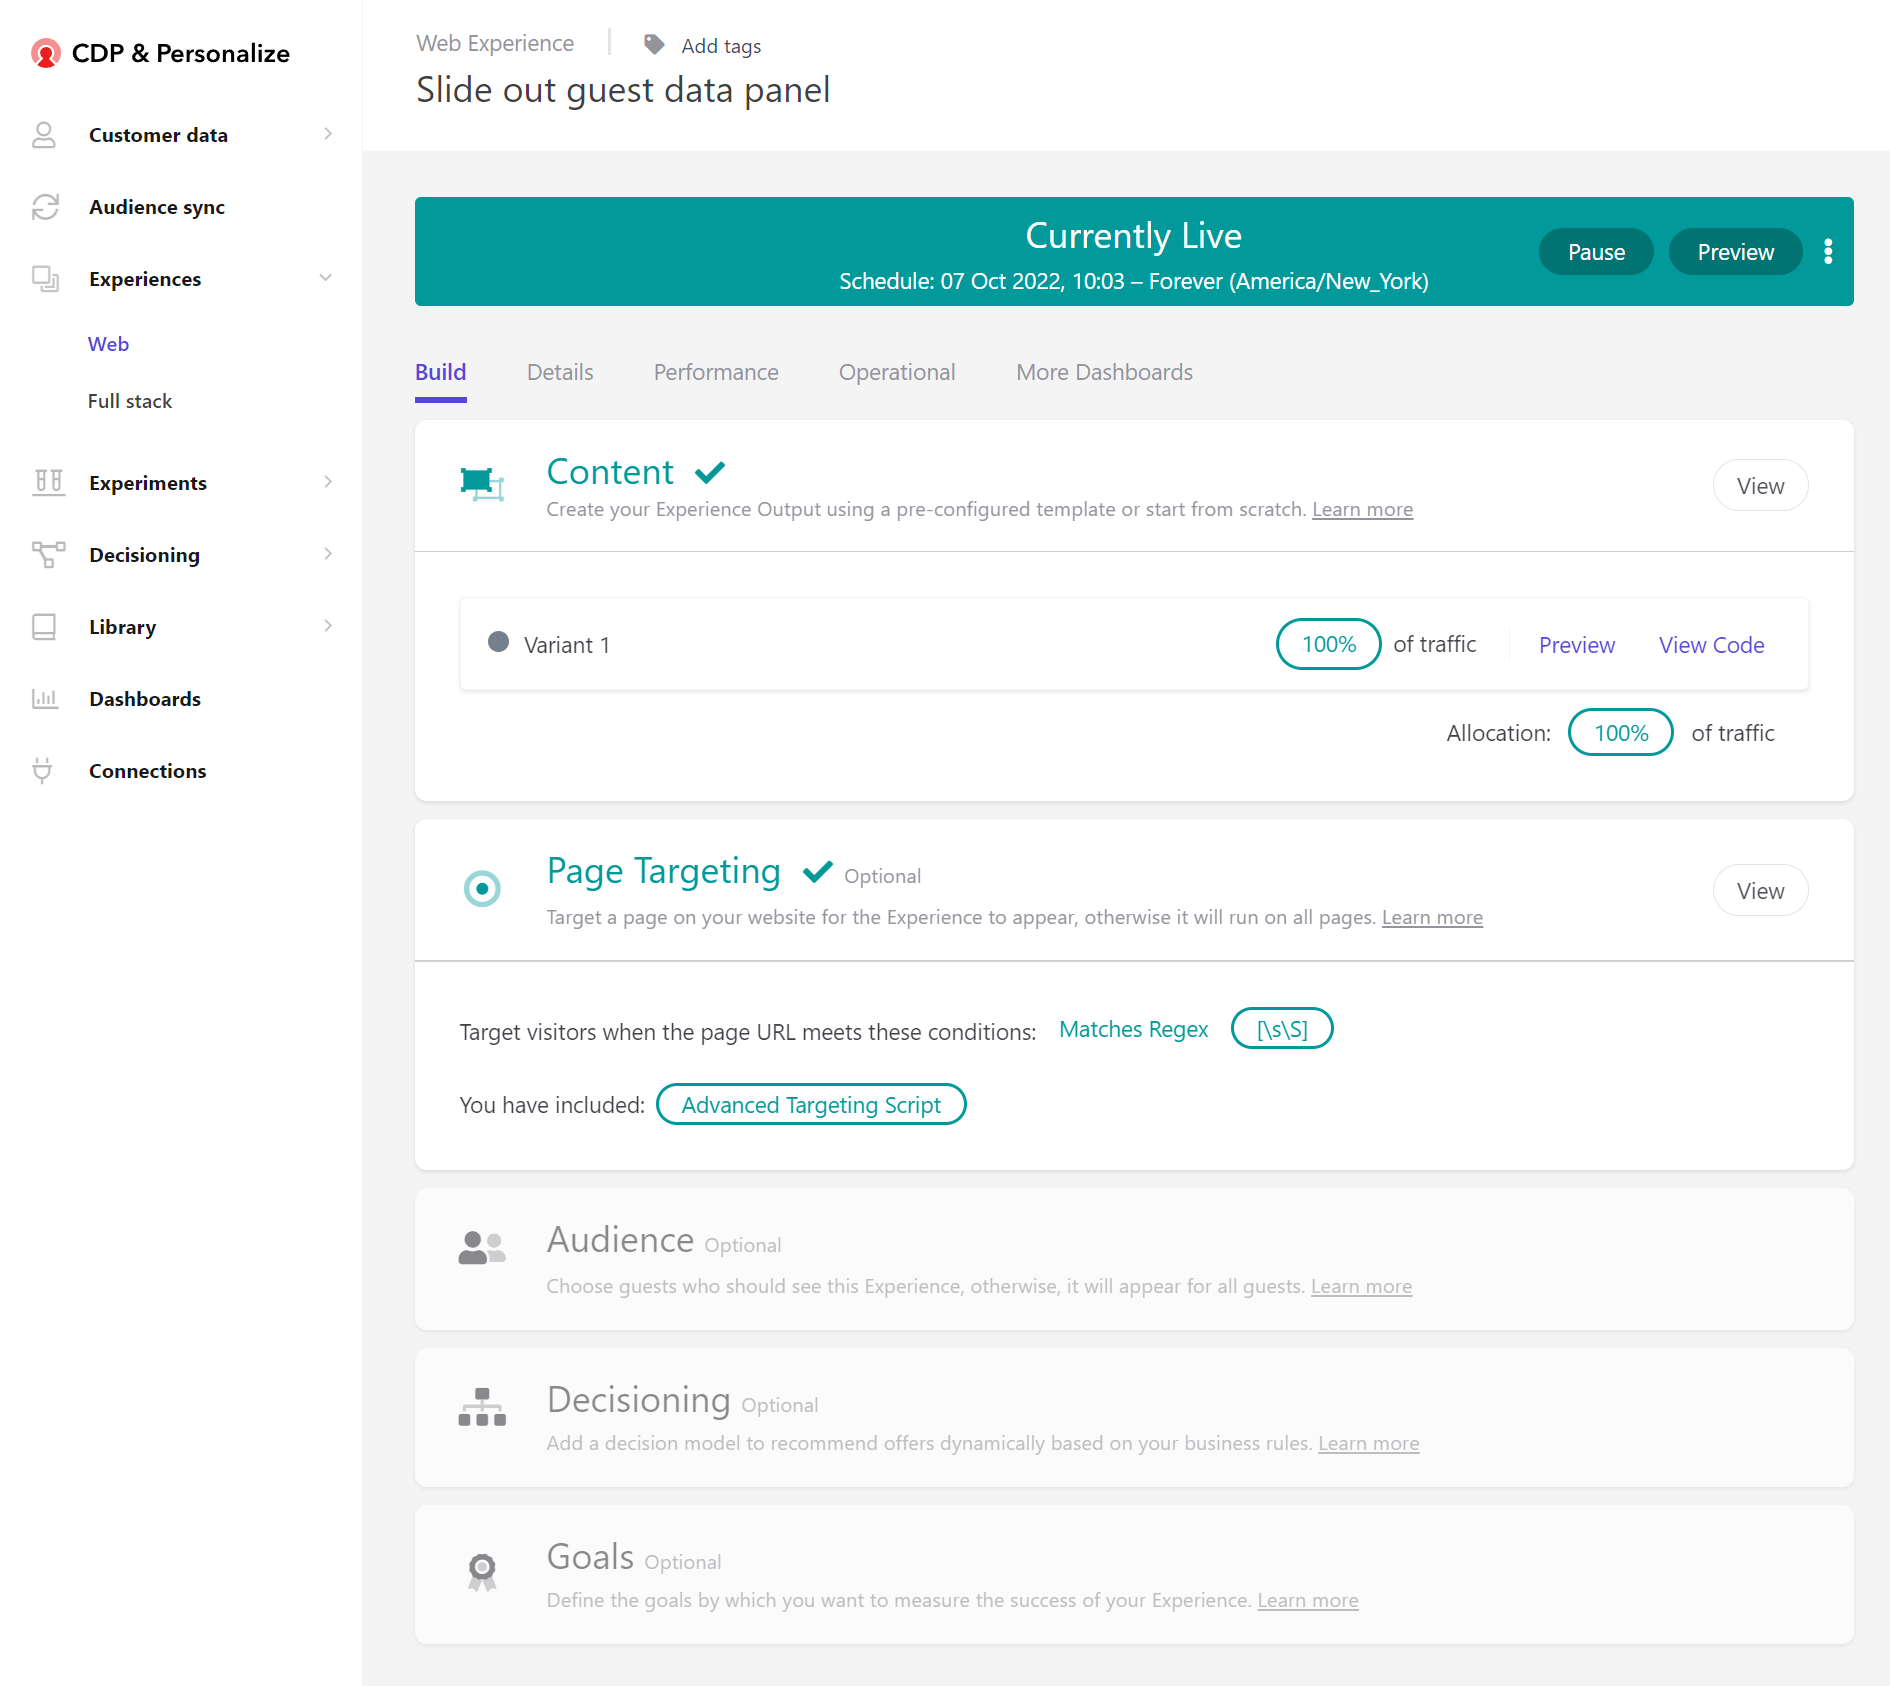 CDP & Personalize
Customer data
Audience sync
Experiences
Web
Full stack
Experiments
Decisioning
Library
Dashboards
Connections
Web Experience
Add tags
Slide out guest data panel
Currently Live
Schedule: 07 Oct 2022, 10:03 – Forever (America/New_York)
Pause
Preview
Build
Details
Performance
Operational
More Dashboards
Content
Create your Experience Output using a pre-configured template or start from scratch. Learn more
View
Variant 1
100% of traffic
Preview
View Code
Allocation: 100% of traffic
Page Targeting Optional
Target a page on your website for the Experience to appear, otherwise it will run on all pages. Learn more
View
Target visitors when the page URL meets these conditions: Matches Regex [\s\S]
You have included: Advanced Targeting Script
Audience Optional
Choose guests who should see this Experience, otherwise, it will appear for all guests. Learn more
Decisioning Optional
Add a decision model to recommend offers dynamically based on your business rules. Learn more
Goals Optional
Define the goals by which you want to measure the success of your Experience. Learn more